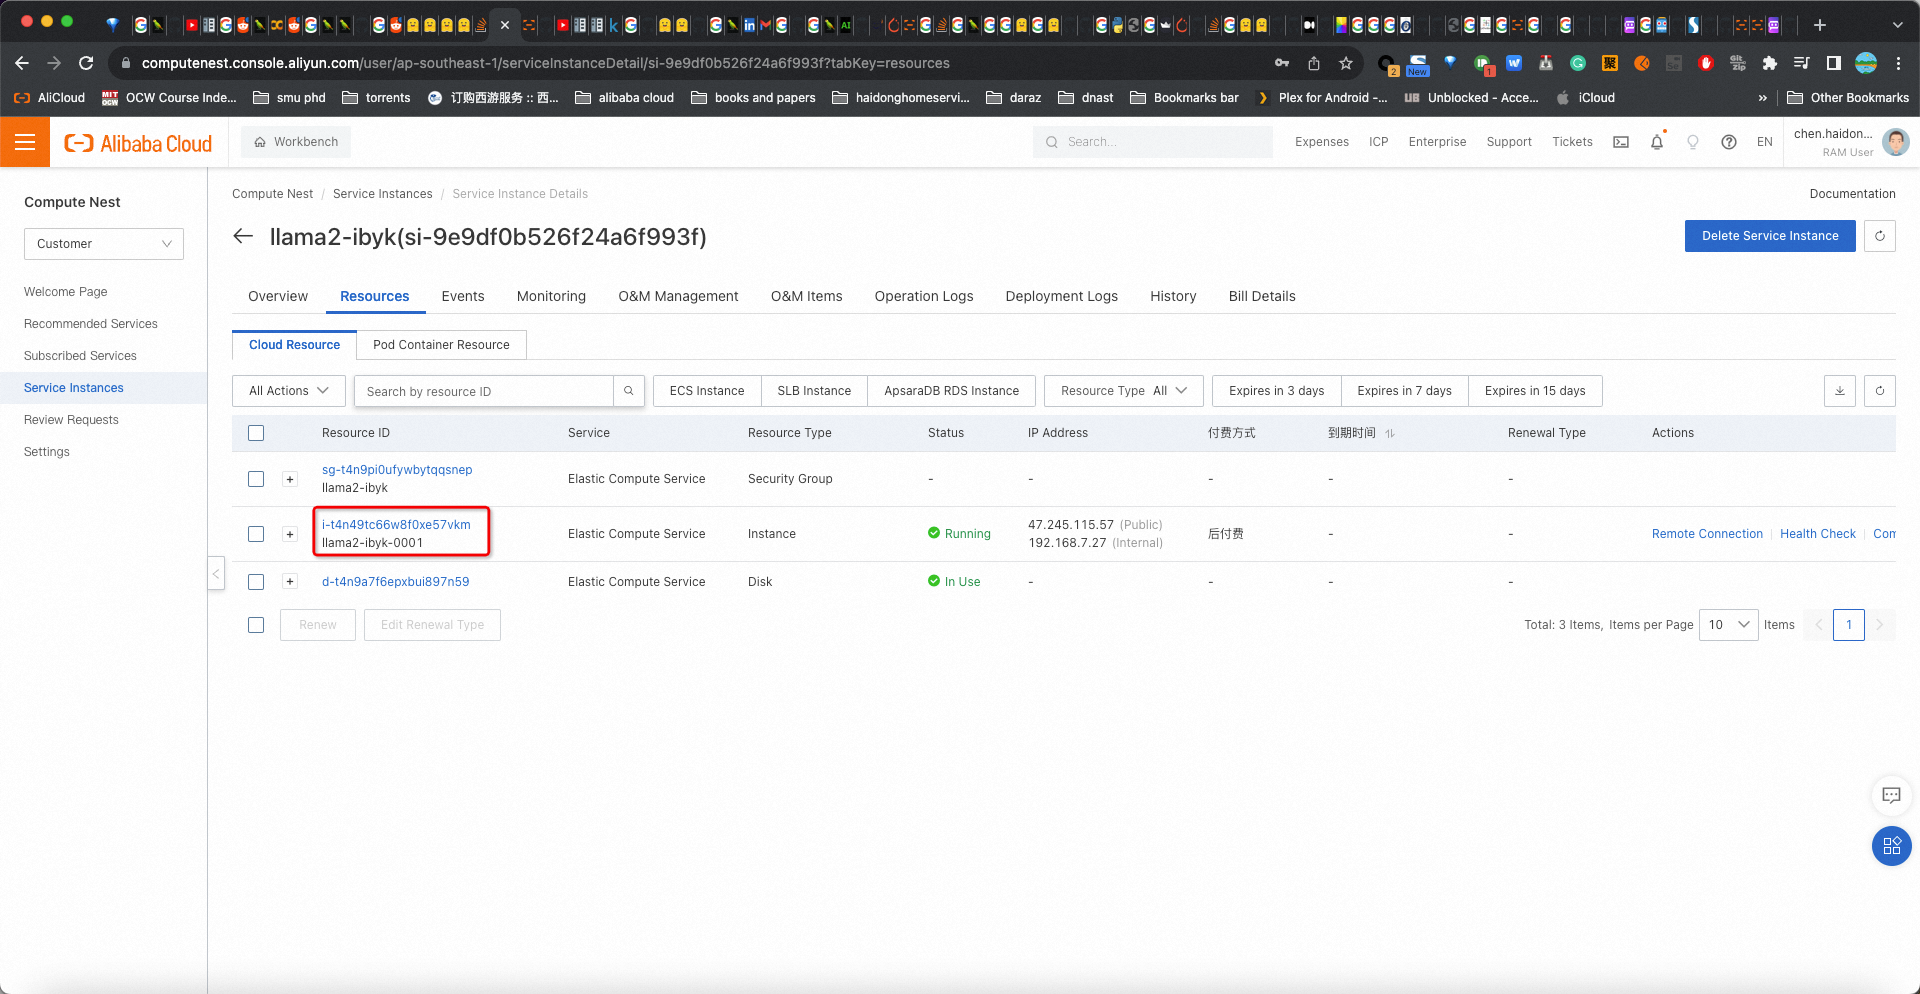 computenest.console.aliyun.com/user/ap-southeast-1/serviceInstanceDetail/si-9e9df0b526f24a6f993f?tabKey=resources
2 New 1
AliCloud MIT OCW OCW Course Inde... smu phd torrents 订购西游服务 :: 西... alibaba cloud books and papers haidonghomeservi... daraz dnast Bookmarks bar Plex for Android -... UB Unblocked - Acce... iCloud » Other Bookmarks
Alibaba Cloud Workbench Search... Expenses ICP Enterprise Support Tickets EN chen.haidon...
RAM User
Compute Nest
Customer
Welcome Page
Recommended Services
Subscribed Services
Service Instances
Review Requests
Settings
Compute Nest / Service Instances / Service Instance Details Documentation
llama2-ibyk(si-9e9df0b526f24a6f993f) Delete Service Instance
Overview Resources Events Monitoring O&M Management O&M Items Operation Logs Deployment Logs History Bill Details
Cloud Resource Pod Container Resource
All Actions Search by resource ID ECS Instance SLB Instance ApsaraDB RDS Instance Resource Type All Expires in 3 days Expires in 7 days Expires in 15 days
Resource ID Service Resource Type Status IP Address 付费方式 到期时间 Renewal Type Actions
sg-t4n9pi0ufywbytqqsnep
llama2-ibyk Elastic Compute Service Security Group - - - - -
i-t4n49tc66w8f0xe57vkm
llama2-ibyk-0001 Elastic Compute Service Instance Running 47.245.115.57 (Public)
192.168.7.27 (Internal) 后付费 - - Remote Connection Health Check Com
d-t4n9a7f6epxbui897n59 Elastic Compute Service Disk In Use - - - -
Renew Edit Renewal Type Total: 3 Items, Items per Page 10 Items 1